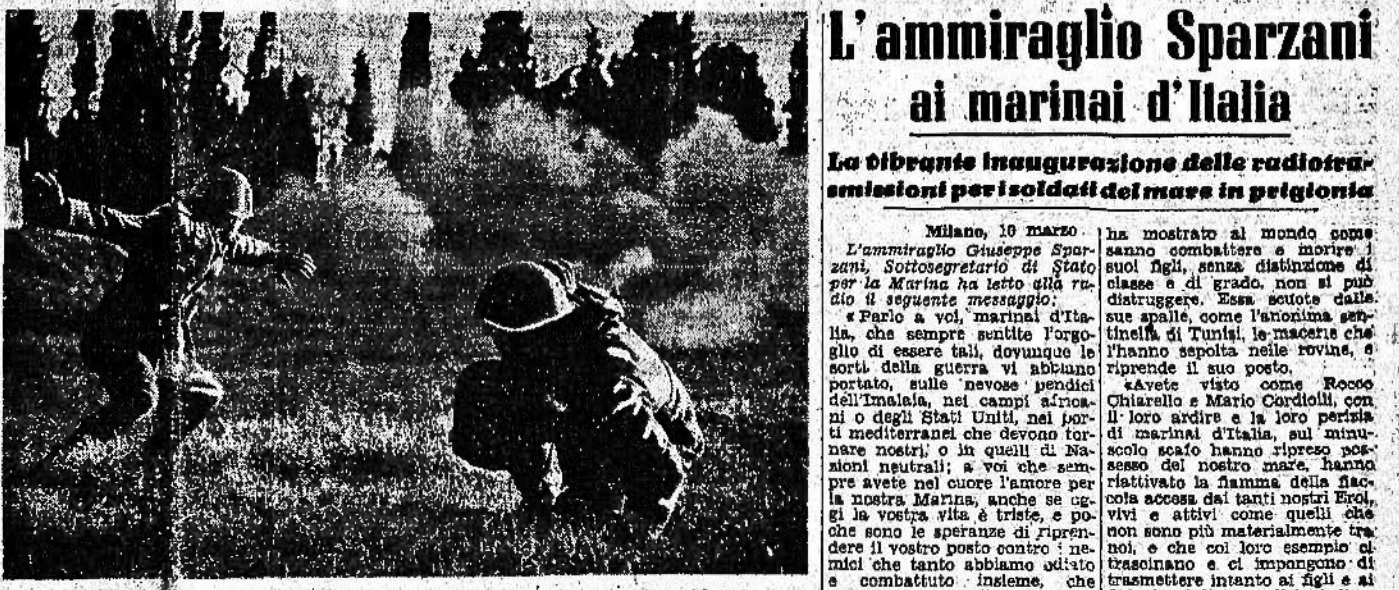 L'ammiraglio Sparzani
ai marinai d'Italia
La vibrante inaugurazione delle radiotra-
smissioni per i soldati del mare in prigionia
Milano, 10 marzo
L'ammiraglio Giuseppe Spar-
zani, Sottosegretario di Stato
per la Marina ha letto alla ra-
dio il seguente messaggio:
«Parlo a voi, marinai d'Ita-
lia, che sempre sentite l'orgo-
glio di essere tali, dovunque le
sorti della guerra vi abbiano
portato, sulle nevose pendici
dell'Imalaia, nei campi africa-
ni o degli Stati Uniti, nei por-
ti mediterranei che devono tor-
nare nostri, o in quelli di Na-
zioni neutrali; a voi che sem-
pre avete nel cuore l'amore per
la nostra Marina, anche se og-
gi la vostra vita è triste, e po-
che sono le speranze di ripren-
dere il vostro posto contro i ne-
mici che tanto abbiamo odiato
e combattuto insieme, che
ha mostrato al mondo come
sanno combattere e morire i
suoi figli, senza distinzione di
classe e di grado, non si può
distruggere. Essa scuote dalle
sue spalle, come l'anonima sen-
tinella di Tunisi, le macerie che
l'hanno sepolta nelle rovine, e
riprende il suo posto.
«Avete visto come Rocco
Chiarello e Mario Cordiolli, con
il loro ardire e la loro perizia
di marinai d'Italia, sul minu-
scolo scafo hanno ripreso pos-
sesso del nostro mare, hanno
riattivato la fiamma della fiac-
cola accesa dai tanti nostri Eroi,
vivi e attivi come quelli che
non sono più materialmente tra
noi, e che col loro esempio ci
trascinano e ci impongono di
trasmettere intanto ai figli e ai